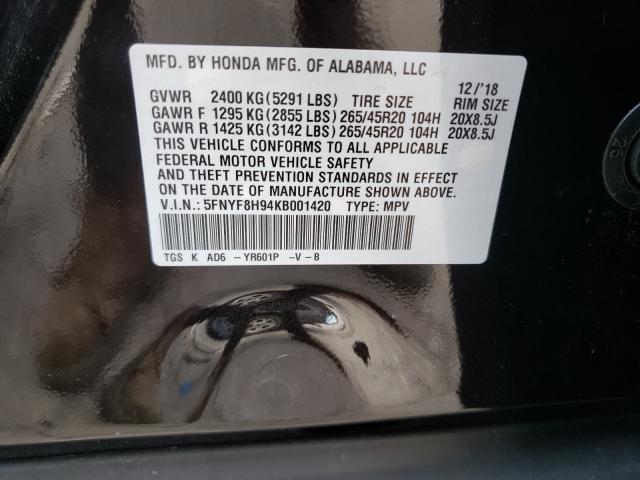 MFD. BY HONDA MFG. OF ALABAMA, LLC
12/'18
GVWR 2400 KG(5291 LBS) TIRE SIZE RIM SIZE
GAWR F 1295 KG(2855 LBS) 265/45R20 104H 20X8.5J
GAWR R 1425 KG(3142 LBS) 265/45R20 104H 20X8.5J
THIS VEHICLE CONFORMS TO ALL APPLICABLE
FEDERAL MOTOR VEHICLE SAFETY
AND THEFT PREVENTION STANDARDS IN EFFECT
ON THE DATE OF MANUFACTURE SHOWN ABOVE.
V.I.N.: 5FNYF8H94KB001420 TYPE: MPV
TGS K AD6 -YR601P -V-B
26